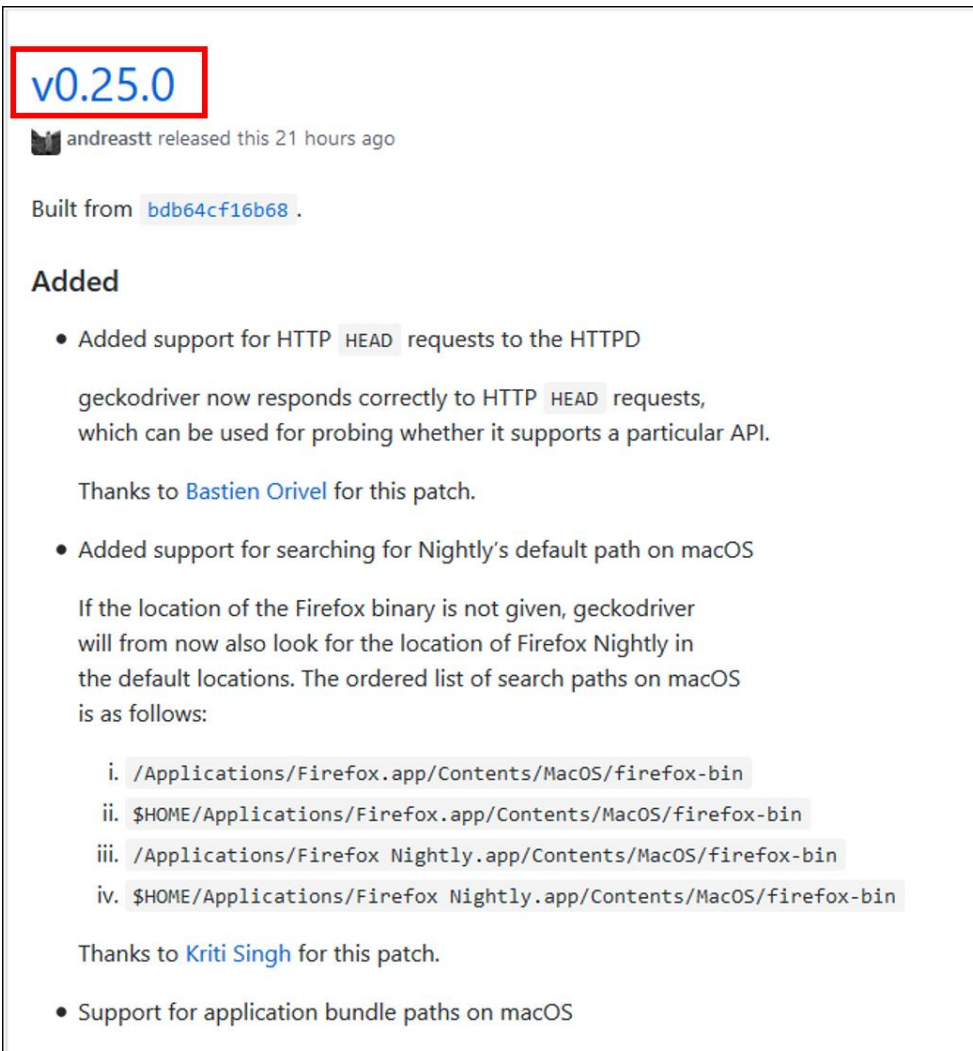 v0.25.0
andreastt released this 21 hours ago
Built from bdb64cf16b68 .
Added
• Added support for HTTP HEAD requests to the HTTPD
geckodriver now responds correctly to HTTP HEAD requests,
which can be used for probing whether it supports a particular API.
Thanks to Bastien Orivel for this patch.
• Added support for searching for Nightly’s default path on macOS
If the location of the Firefox binary is not given, geckodriver
will from now also look for the location of Firefox Nightly in
the default locations. The ordered list of search paths on macOS
is as follows:
i. /Applications/Firefox.app/Contents/MacOS/firefox-bin
ii. $HOME/Applications/Firefox.app/Contents/MacOS/firefox-bin
iii. /Applications/Firefox Nightly.app/Contents/MacOS/firefox-bin
iv. $HOME/Applications/Firefox Nightly.app/Contents/MacOS/firefox-bin
Thanks to Kriti Singh for this patch.
• Support for application bundle paths on macOS